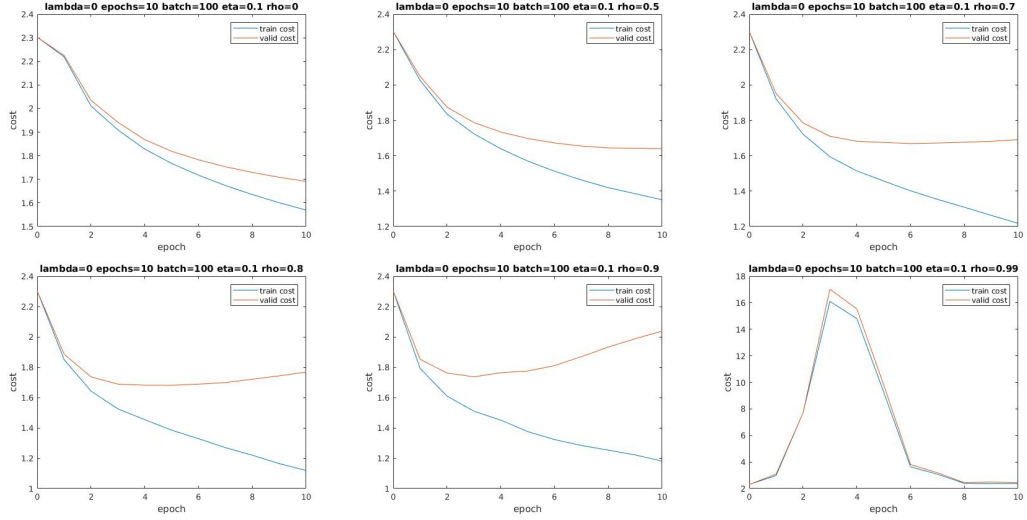 lambda=0 epochs=10 batch=100 eta=0.1 rho=0
2.4
2.3
2.2
2.1
2
1.9
1.8
1.7
1.6
1.5
cost
0 2 4 6 8 10
epoch
train cost
valid cost
lambda=0 epochs=10 batch=100 eta=0.1 rho=0.5
2.4
2.2
2
1.8
1.6
1.4
1.2
cost
0 2 4 6 8 10
epoch
train cost
valid cost
lambda=0 epochs=10 batch=100 eta=0.1 rho=0.7
2.4
2.2
2
1.8
1.6
1.4
1.2
cost
0 2 4 6 8 10
epoch
train cost
valid cost
lambda=0 epochs=10 batch=100 eta=0.1 rho=0.8
2.4
2.2
2
1.8
1.6
1.4
1.2
1
cost
0 2 4 6 8 10
epoch
train cost
valid cost
lambda=0 epochs=10 batch=100 eta=0.1 rho=0.9
2.4
2.2
2
1.8
1.6
1.4
1.2
1
cost
0 2 4 6 8 10
epoch
train cost
valid cost
lambda=0 epochs=10 batch=100 eta=0.1 rho=0.99
18
16
14
12
10
8
6
4
2
cost
0 2 4 6 8 10
epoch
train cost
valid cost